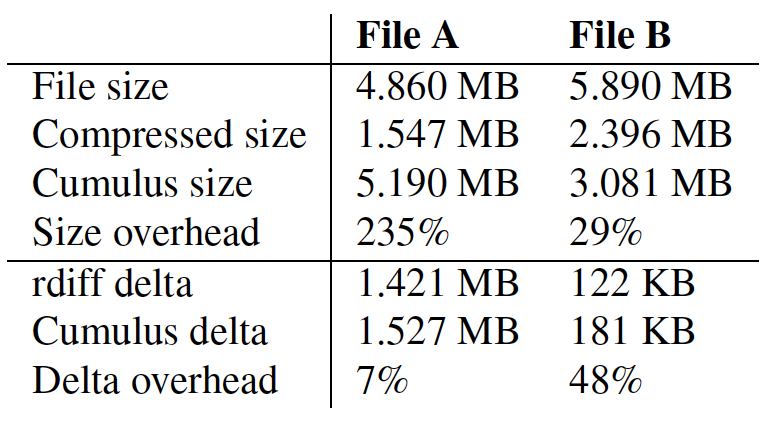 File A File B
File size 4.860 MB 5.890 MB
Compressed size 1.547 MB 2.396 MB
Cumulus size 5.190 MB 3.081 MB
Size overhead 235% 29%
rdiff delta 1.421 MB 122 KB
Cumulus delta 1.527 MB 181 KB
Delta overhead 7% 48%